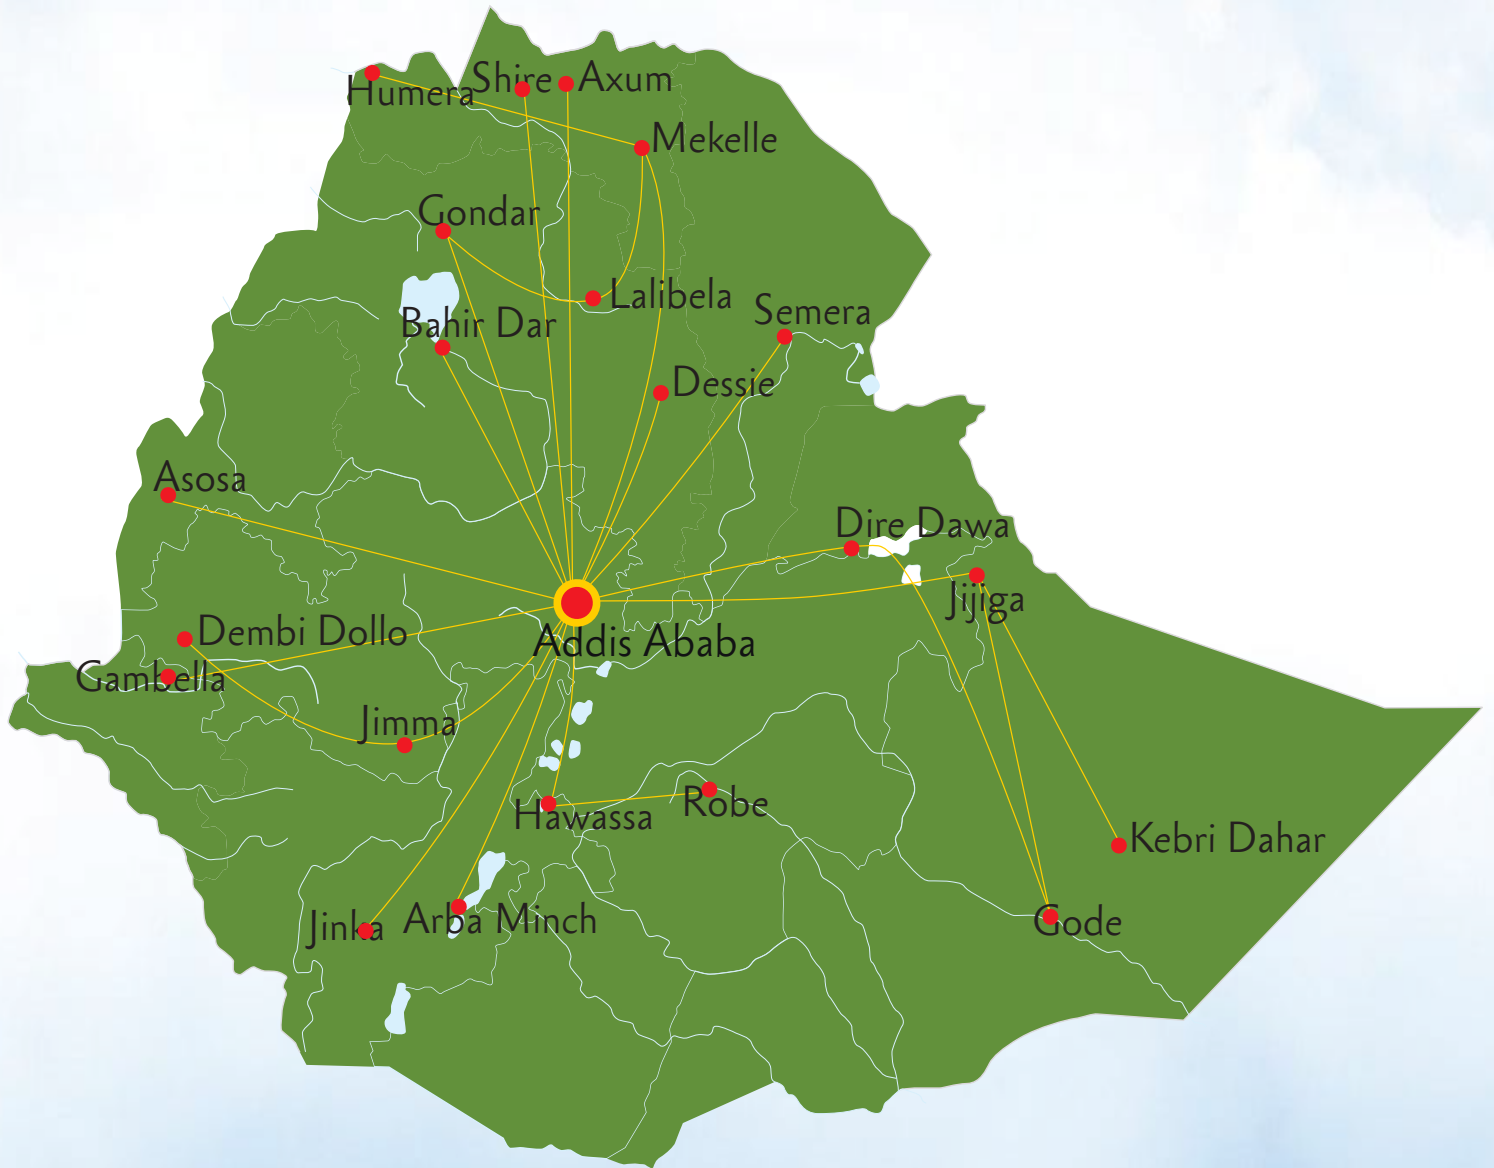 Shire
Axum
Humera
Mekelle
Gondar
Lalibela
Semera
Bahir Dar
Dessie
Asosa
Dire Dawa
Jijiga
Dembi Dollo
Addis Ababa
Gambella
Jimma
Robe
Hawassa
Kebri Dahar
Jinka
Arba Minch
Gode